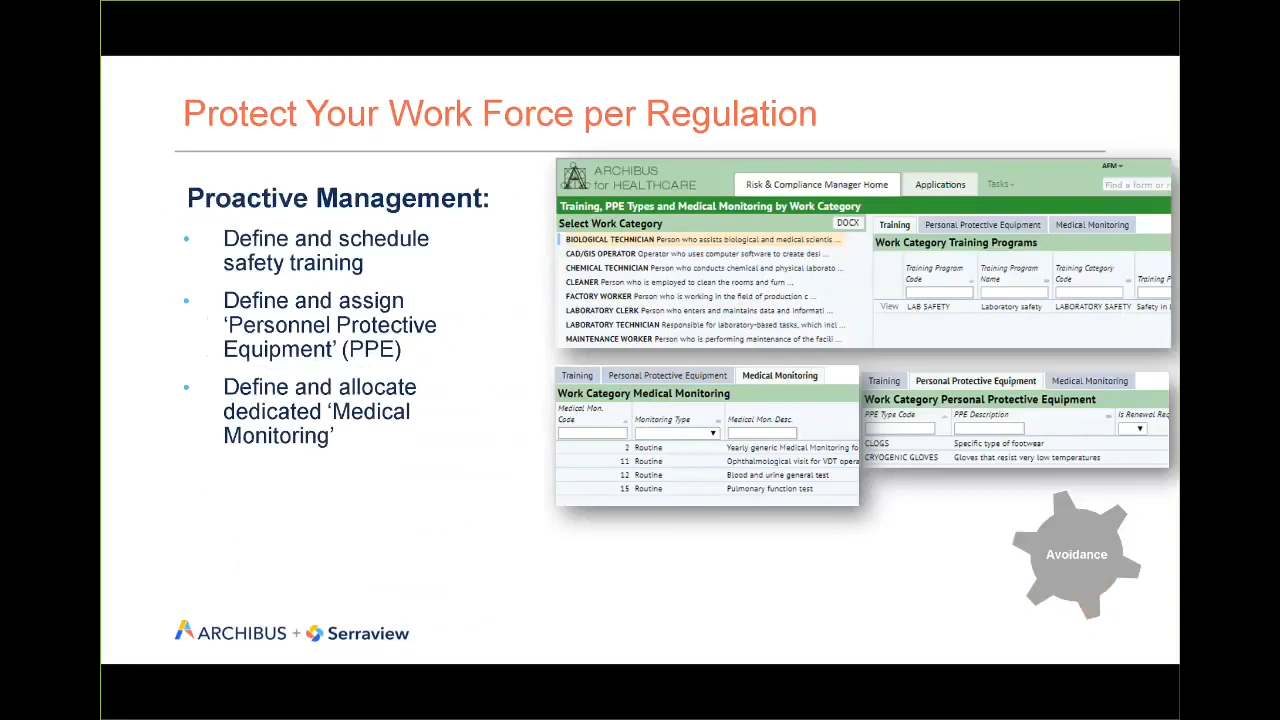 Protect Your Work Force per Regulation
Proactive Management:
• Define and schedule
safety training
• Define and assign
‘Personnel Protective
Equipment’ (PPE)
• Define and allocate
dedicated ‘Medical
Monitoring’
ARCHIBUS
for HEALTHCARE
Risk & Compliance Manager Home
Applications
Tasks
AFM
Find a form or r
Training, PPE Types and Medical Monitoring by Work Category
Select Work Category
DOCX
BIOLOGICAL TECHNICIAN Person who assists biological and medical scientis ...
CAD/GIS OPERATOR Operator who uses computer software to create desi ...
CHEMICAL TECHNICIAN Person who conducts chemical and physical laborato ...
CLEANER Person who is employed to clean the rooms and furn ...
FACTORY WORKER Person who is working in the field of production c ...
LABORATORY CLERK Person who enters and maintains data and informati ...
LABORATORY TECHNICIAN Responsible for laboratory-based tasks, which incl ...
MAINTENANCE WORKER Person who is performing maintenance of the facili ...
Training Personal Protective Equipment Medical Monitoring
Work Category Training Programs
Training Program Code
Training Program Name
Training Category Code
Training P
View LAB SAFETY Laboratory safety LABORATORY SAFETY Safety in l
Training Personal Protective Equipment Medical Monitoring
Work Category Medical Monitoring
Medical Mon. Code
Monitoring Type
Medical Mon. Desc.
2 Routine Yearly generic Medical Monitoring fo
11 Routine Ophthalmological visit for VDT opera
12 Routine Blood and urine general test
15 Routine Pulmonary function test
Training Personal Protective Equipment Medical Monitoring
Work Category Personal Protective Equipment
PPE Type Code
PPE Description
Is Renewal Req
CLOGS Specific type of footwear
CRYOGENIC GLOVES Gloves that resist very low temperatures
Avoidance
ARCHIBUS + Serraview